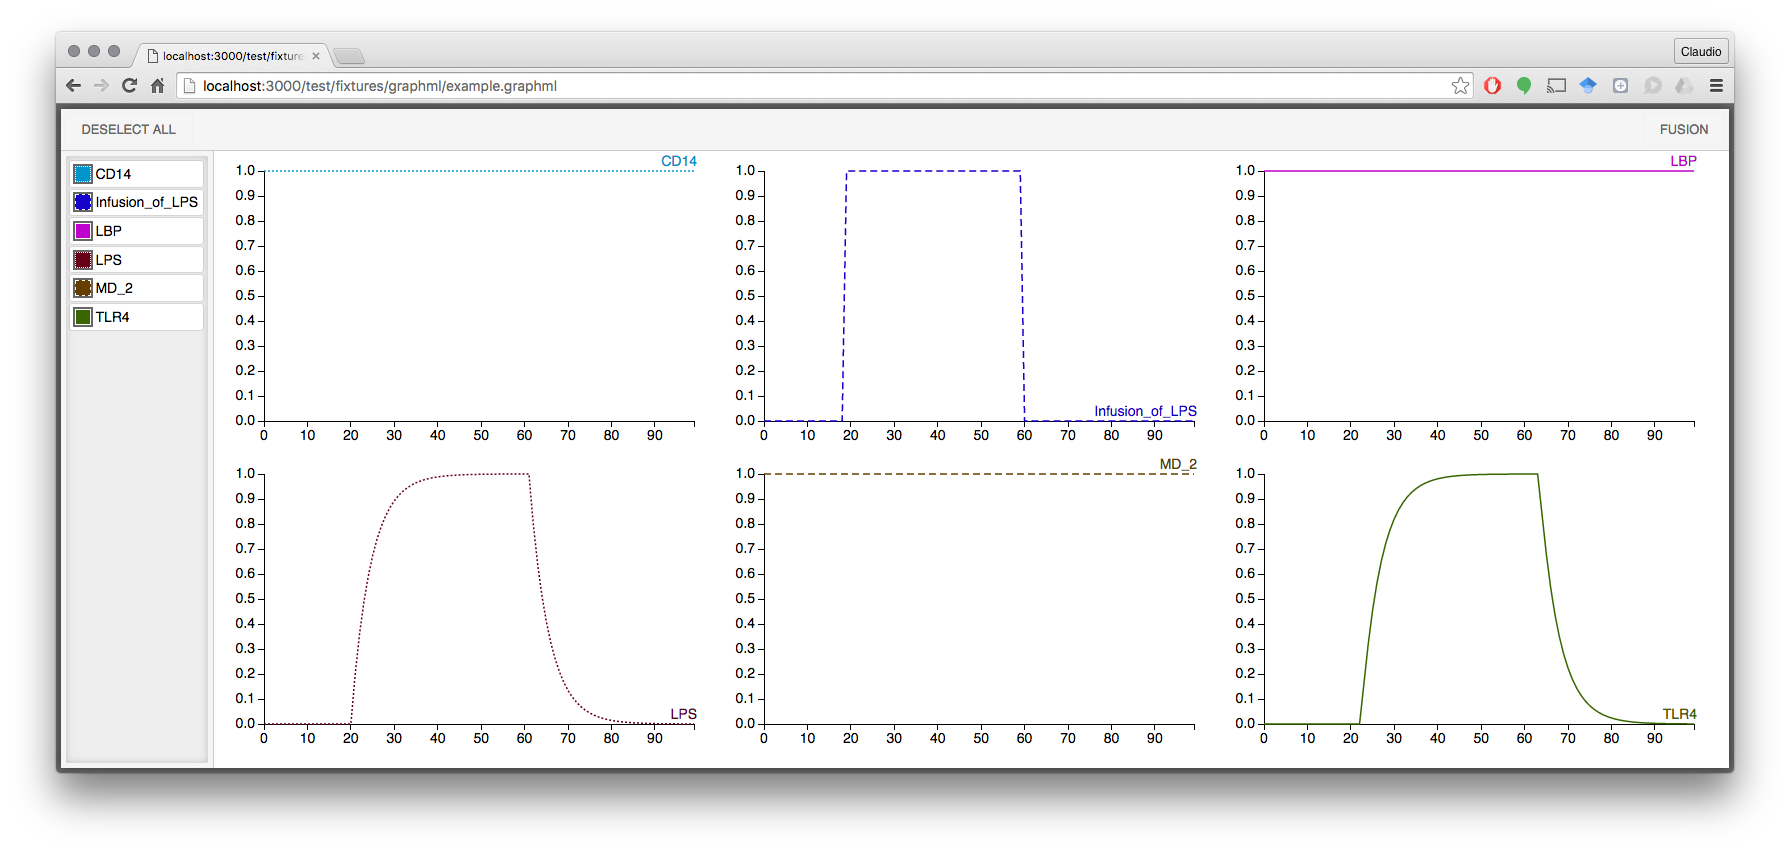 localhost:3000/test/fixture
Claudio
localhost:3000/test/fixtures/graphml/example.graphml
DESELECT ALL
FUSION
CD14
Infusion_of_LPS
LBP
LPS
MD_2
TLR4
CD14
1.0
0.9
0.8
0.7
0.6
0.5
0.4
0.3
0.2
0.1
0.0
0 10 20 30 40 50 60 70 80 90
Infusion_of_LPS
1.0
0.9
0.8
0.7
0.6
0.5
0.4
0.3
0.2
0.1
0.0
0 10 20 30 40 50 60 70 80 90
LBP
1.0
0.9
0.8
0.7
0.6
0.5
0.4
0.3
0.2
0.1
0.0
0 10 20 30 40 50 60 70 80 90
LPS
1.0
0.9
0.8
0.7
0.6
0.5
0.4
0.3
0.2
0.1
0.0
0 10 20 30 40 50 60 70 80 90
MD_2
1.0
0.9
0.8
0.7
0.6
0.5
0.4
0.3
0.2
0.1
0.0
0 10 20 30 40 50 60 70 80 90
TLR4
1.0
0.9
0.8
0.7
0.6
0.5
0.4
0.3
0.2
0.1
0.0
0 10 20 30 40 50 60 70 80 90